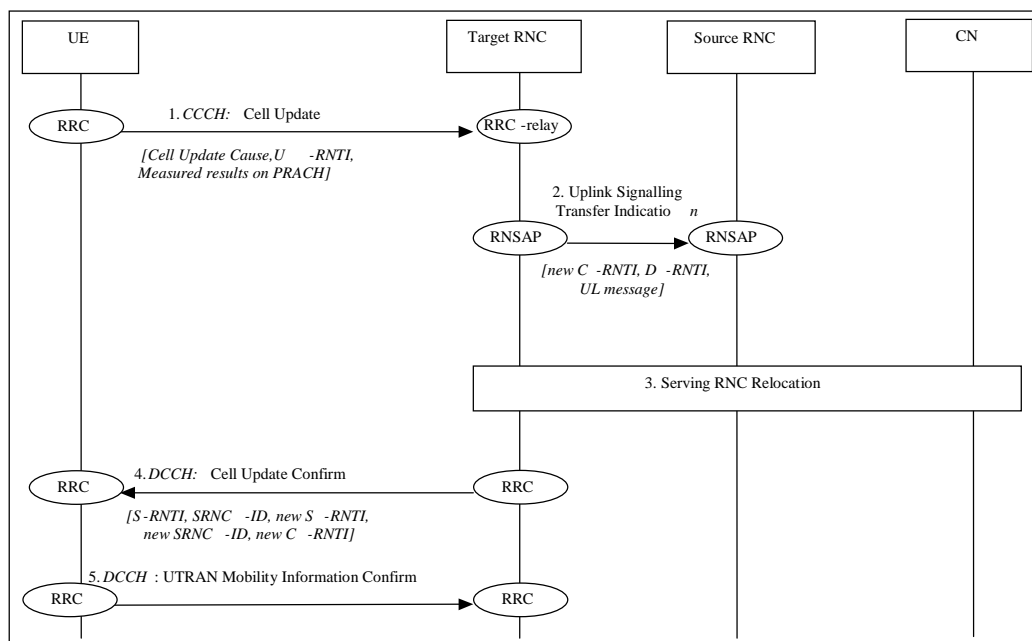 UE
Target RNC
Source RNC
CN
RRC
1. CCCH: Cell Update
RRC -relay
[Cell Update Cause,U -RNTI,
Measured results on PRACH]
2. Uplink Signalling
Transfer Indicatio n
RNSAP
RNSAP
[new C -RNTI, D -RNTI,
UL message]
3. Serving RNC Relocation
4. DCCH: Cell Update Confirm
RRC
RRC
[S-RNTI, SRNC -ID, new S -RNTI,
new SRNC -ID, new C -RNTI]
5. DCCH : UTRAN Mobility Information Confirm
RRC
RRC